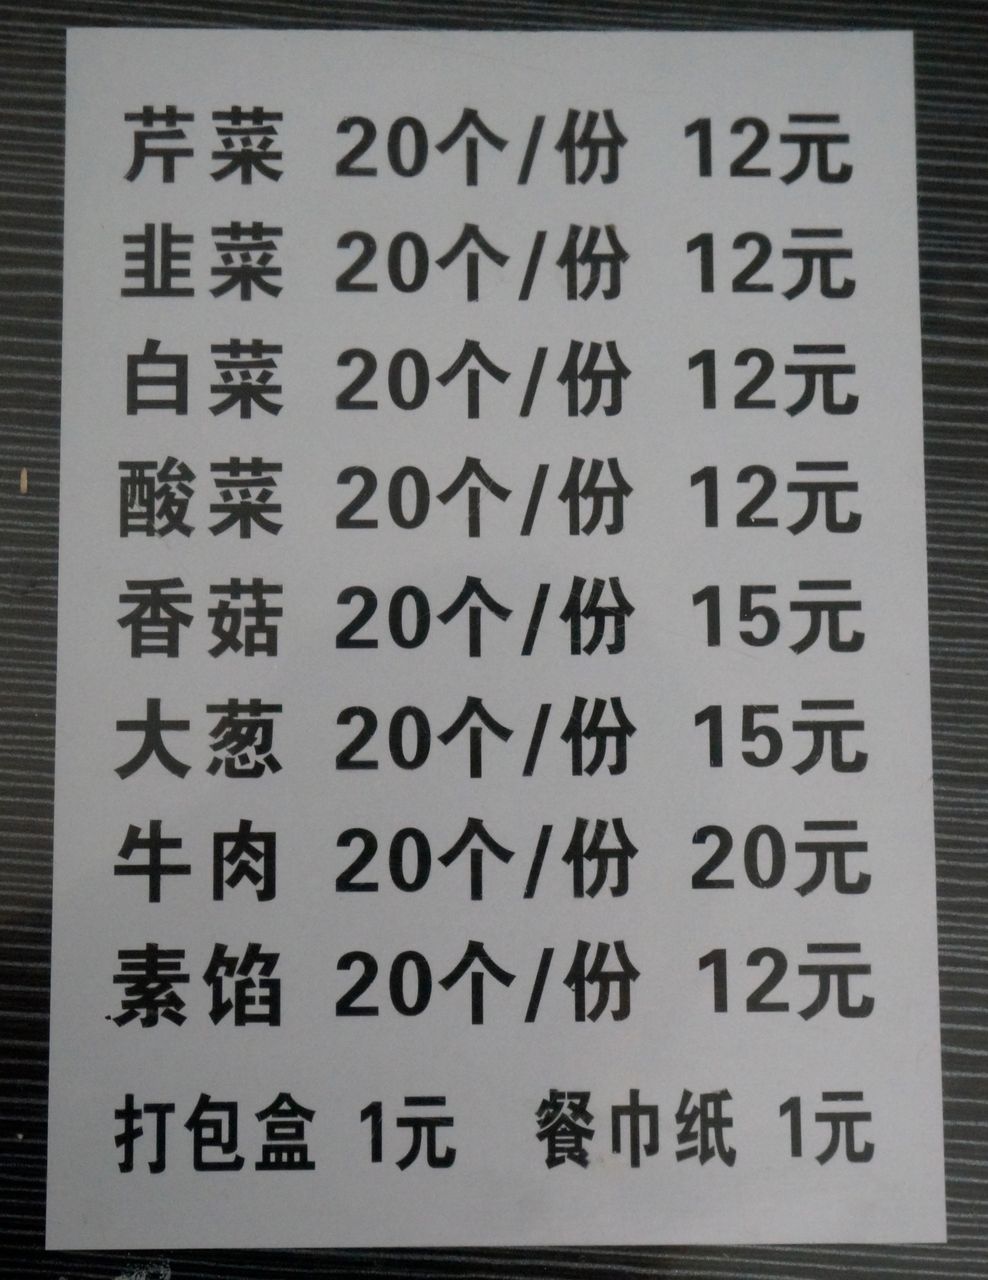 芹菜 20个/份 12元
韭菜 20个/份 12元
白菜 20个/份 12元
酸菜 20个/份 12元
香菇 20个/份 15元
大葱 20个/份 15元
牛肉 20个/份 20元
素馅 20个/份 12元
打包盒 1元 餐巾纸 1元